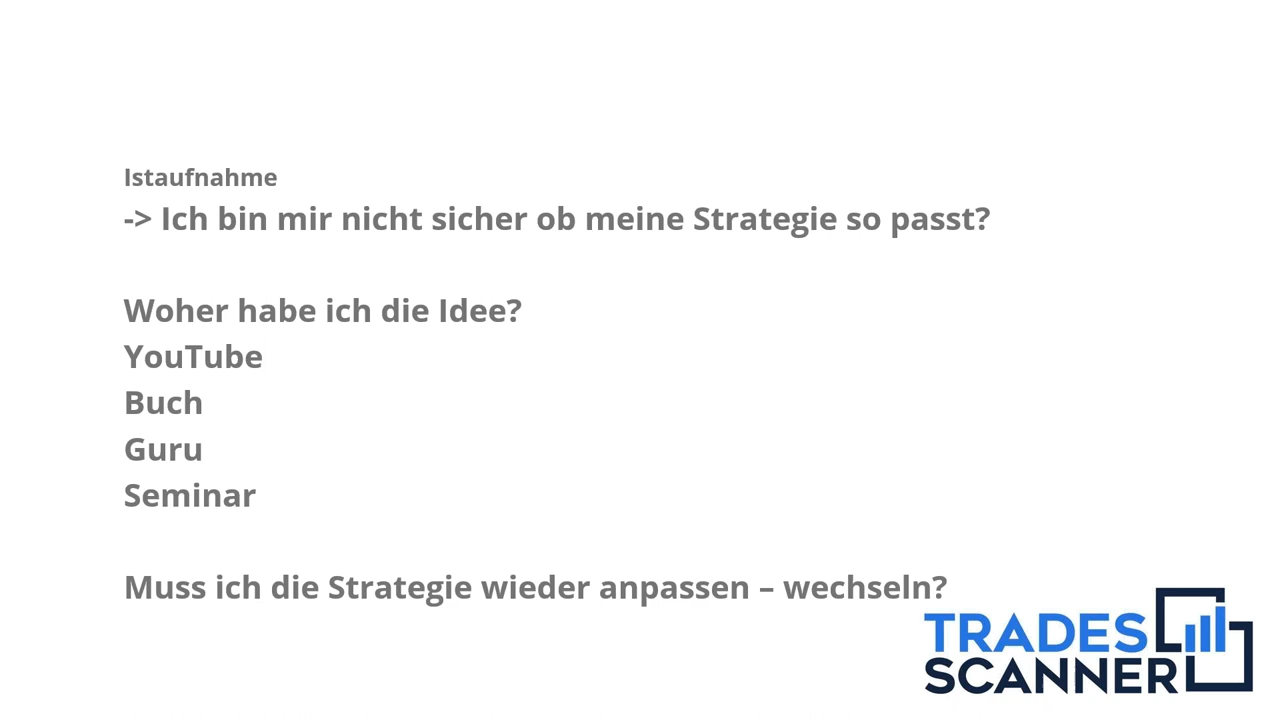 Istaufnahme
-> Ich bin mir nicht sicher ob meine Strategie so passt?
Woher habe ich die Idee?
YouTube
Buch
Guru
Seminar
Muss ich die Strategie wieder anpassen – wechseln?
TRADES
SCANNER